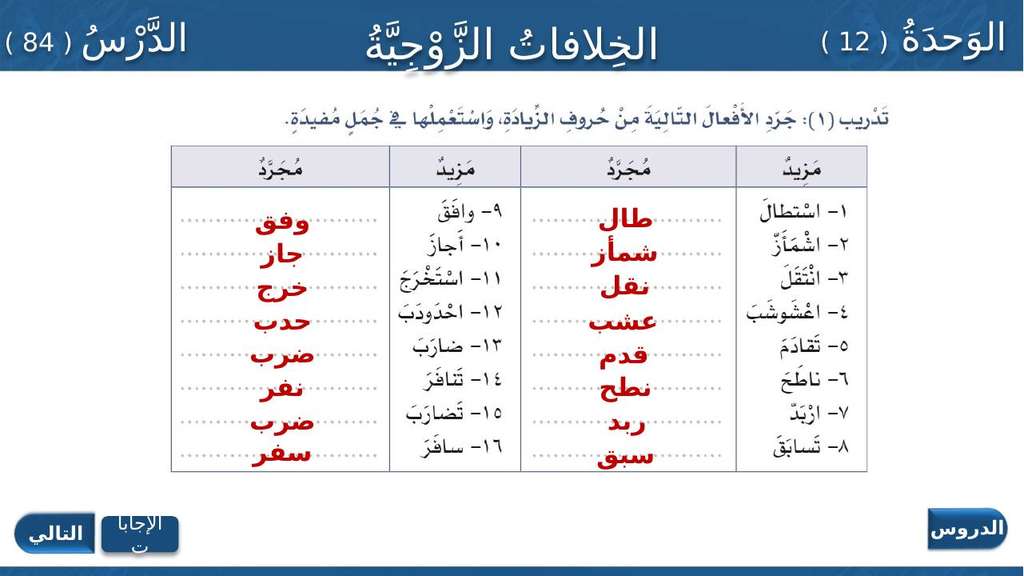 الوَحدَةُ ( 12 )
الخِلافاتُ الزَّوْجِيَّةُ
الدَّرْسُ ( 84 )
تَدْريب (١): جَرِّدِ الأَفْعالَ التّالِيَةَ مِنْ حُروفِ الزِّيادَةِ، وَاسْتَعْمِلْها في جُمَلٍ مُفيدَةٍ.
مَزِيدٌ مُجَرَّدٌ مَزِيدٌ مُجَرَّدٌ
١- اسْتطالَ طال ٩- وافَقَ وفق
٢- اشْمَأَزَّ شمأز ١٠- أَجازَ جاز
٣- انْتَقَلَ نقل ١١- اسْتَخْرَجَ خرج
٤- اعْشَوشَبَ عشب ١٢- احْدَودَبَ حدب
٥- تَقادَمَ قدم ١٣- ضارَبَ ضرب
٦- ناطَحَ نطح ١٤- تَنافَرَ نفر
٧- ارْبَدّ ربد ١٥- تَضارَبَ ضرب
٨- تَسابَقَ سبق ١٦- سافَرَ سفر
الدروس
الإجابا
ت
التالي